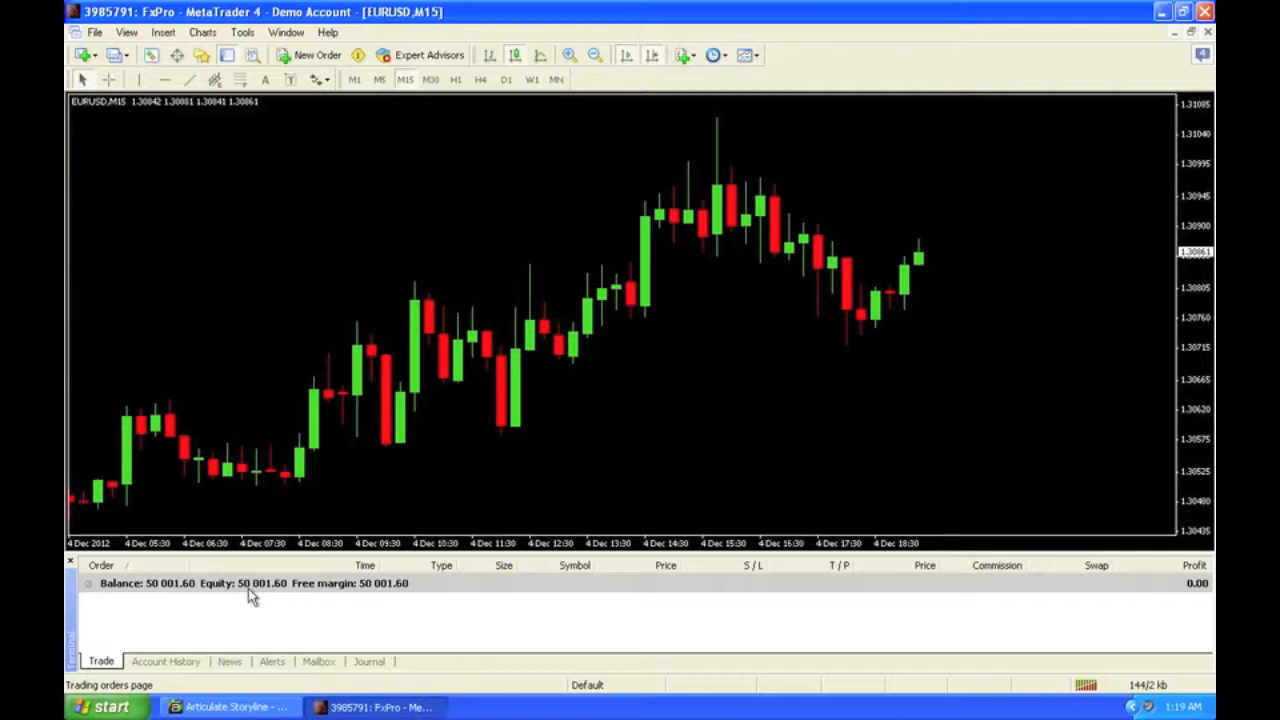 3985791: FxPro - MetaTrader 4 - Demo Account - [EURUSD,M15]
File View Insert Charts Tools Window Help
New Order Expert Advisors 4
A T M1 M5 M15 M30 H1 H4 D1 W1 MN
EURUSD,M15 1.30842 1.30881 1.30841 1.30861
1.31085
1.31040
1.30995
1.30945
1.30900
1.30861
1.30805
1.30760
1.30715
1.30665
1.30620
1.30575
1.30525
1.30480
1.30435
4 Dec 2012 4 Dec 05:30 4 Dec 06:30 4 Dec 07:30 4 Dec 08:30 4 Dec 09:30 4 Dec 10:30 4 Dec 11:30 4 Dec 12:30 4 Dec 13:30 4 Dec 14:30 4 Dec 15:30 4 Dec 16:30 4 Dec 17:30 4 Dec 18:30
Order / Time Type Size Symbol Price S / L T / P Price Commission Swap Profit
Balance: 50 001.60 Equity: 50 001.60 Free margin: 50 001.60 0.00
Terminal
Trade Account History News Alerts Mailbox Journal
Trading orders page Default 144/2 kb
start Articulate Storyline - ... 3985791: FxPro - Me... 1:19 AM